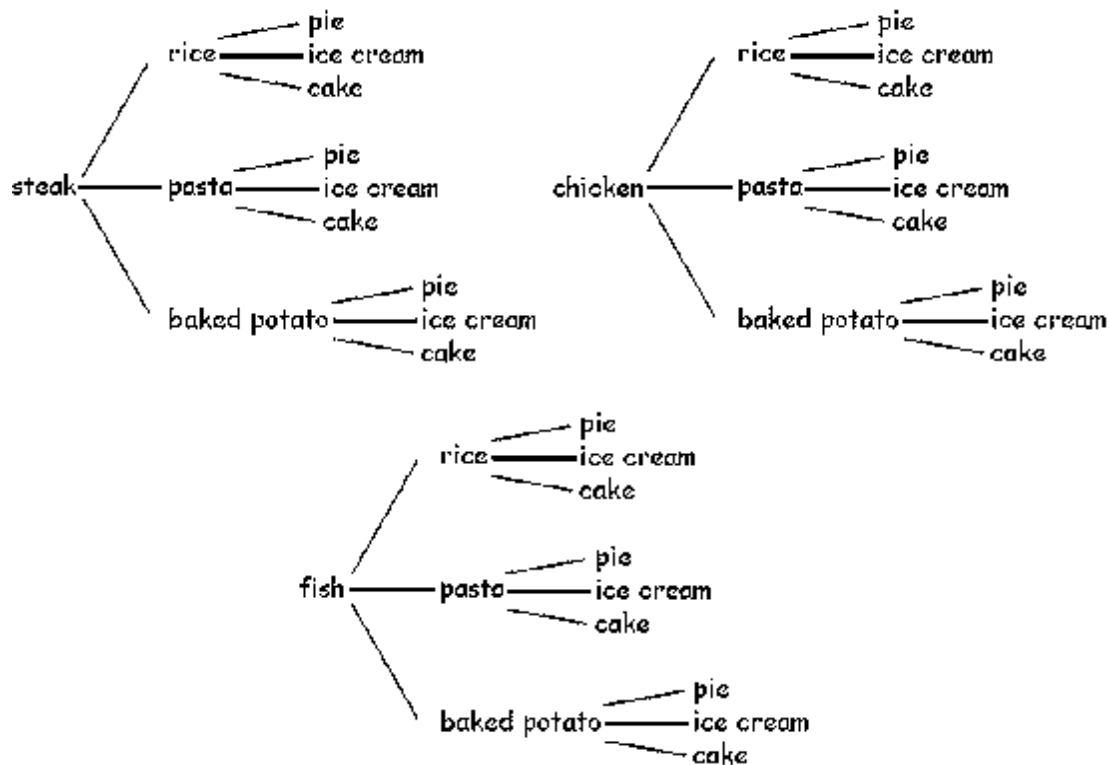 pie
rice ice cream
cake
pie
steak pasta ice cream
cake
pie
baked potato ice cream
cake
pie
rice ice cream
cake
pie
chicken pasta ice cream
cake
pie
baked potato ice cream
cake
pie
rice ice cream
cake
pie
fish pasta ice cream
cake
pie
baked potato ice cream
cake